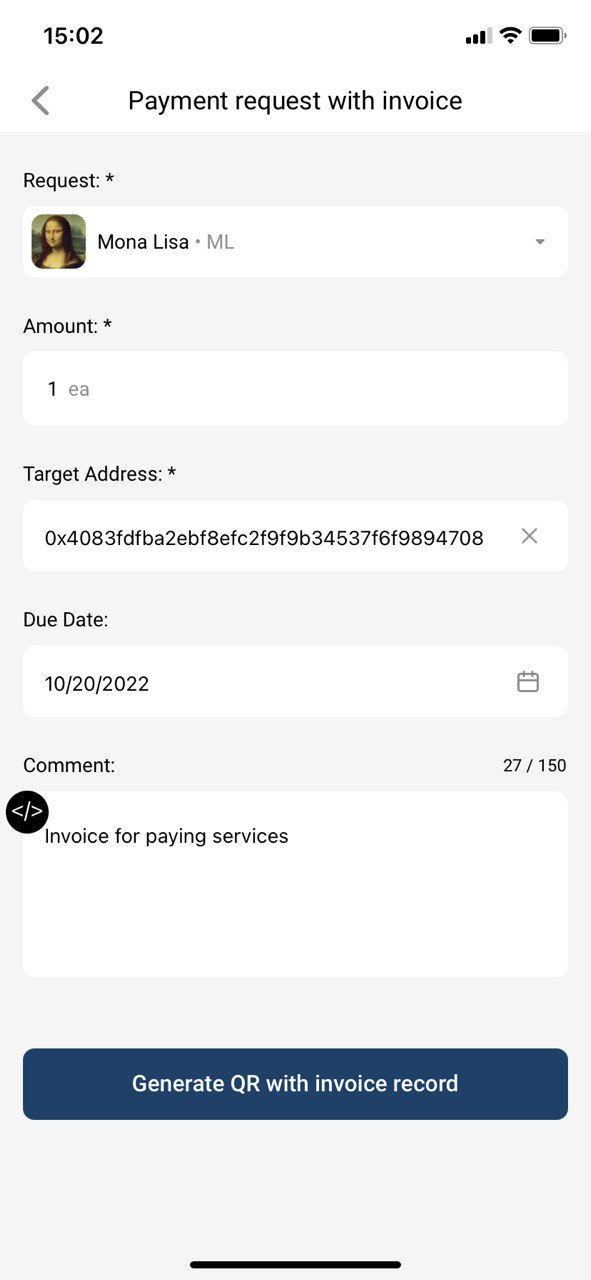 15:02
Payment request with invoice
Request: *
Mona Lisa • ML
Amount: *
1 ea
Target Address: *
0x4083fdfba2ebf8efc2f9f9b34537f6f9894708
Due Date:
10/20/2022
Comment: 27 / 150
</>
Invoice for paying services
Generate QR with invoice record